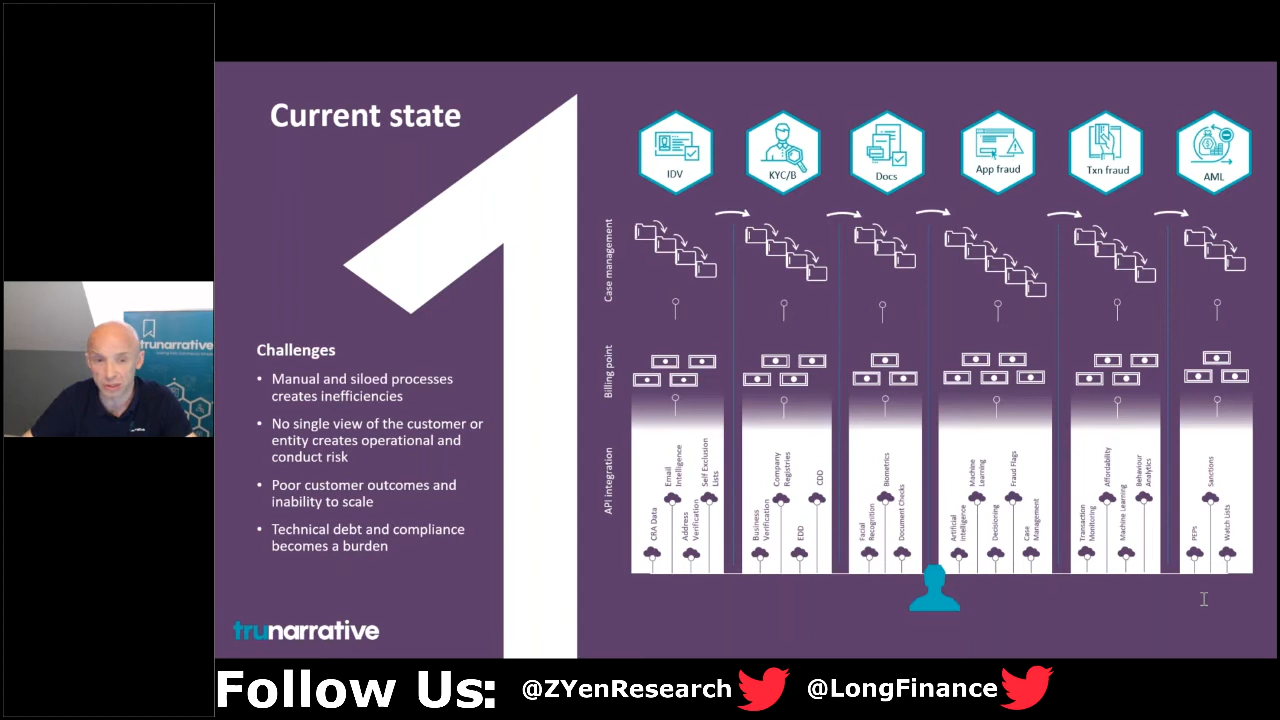 Current state
1
Challenges
• Manual and siloed processes
creates inefficiencies
• No single view of the customer or
entity creates operational and
conduct risk
• Poor customer outcomes and
inability to scale
• Technical debt and compliance
becomes a burden
trunarrative
IDV
KYC/B
Docs
App fraud
Txn fraud
AML
Case management
Billing point
API integration
CRA Data
Email
Intelligence
Address
Verification
Self Exclusion
Lists
Business
Verification
Company
Registries
EDD
CDD
Facial
Recognition
Biometrics
Document Checks
Artificial
Intelligence
Machine
Learning
Decisioning
Fraud Flags
Case
Management
Transaction
Monitoring
Affordability
Machine Learning
Behaviour
Analytics
PEPs
Sanctions
Watch Lists
trunarrative
Follow Us: @ZYenResearch @LongFinance